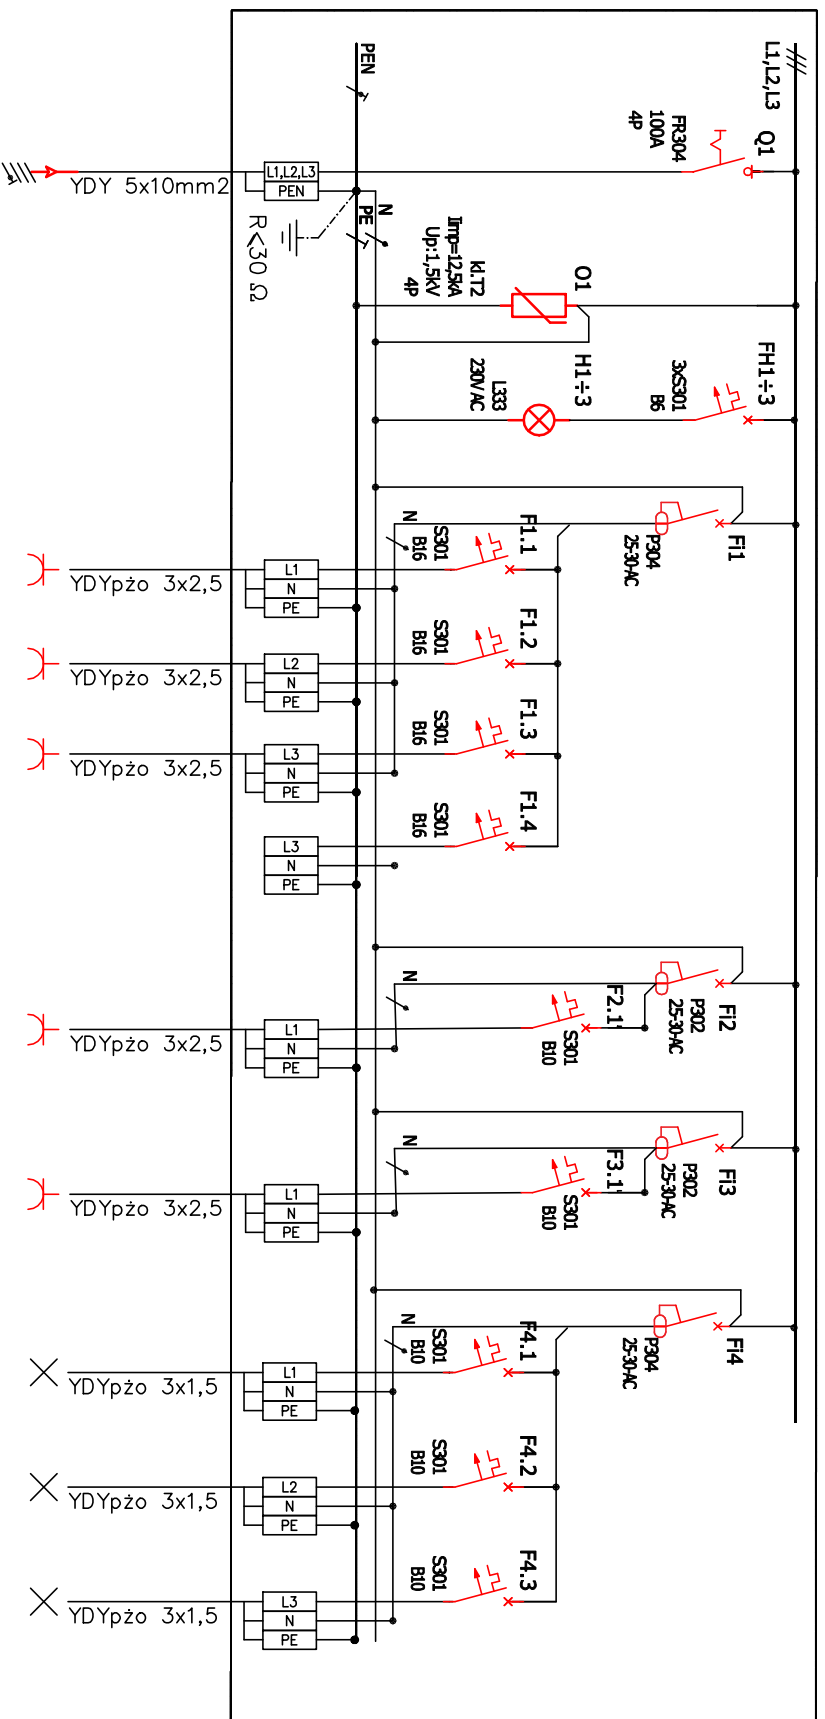 L1,L2,L3
PEN
Q1
FR304
100A
4P
L1,L2,L3
PEN
YDY 5x10mm2
N
PE
R<30 Ω
O1
kl.T2
Iimp=12,5kA
Up:1,5kV
4P
FH1÷3
3xS301
B6
H1÷3
L333
230V AC
Fi1
P304
25-30-AC
N
F1.1
S301
B16
L1
N
PE
YDYpżo 3x2,5
F1.2
S301
B16
L2
N
PE
YDYpżo 3x2,5
F1.3
S301
B16
L3
N
PE
YDYpżo 3x2,5
F1.4
S301
B16
L3
N
PE
Fi2
P302
25-30-AC
N
F2.1'
S301
B10
L1
N
PE
YDYpżo 3x2,5
Fi3
P302
25-30-AC
N
F3.1'
S301
B10
L1
N
PE
YDYpżo 3x2,5
Fi4
P304
25-30-AC
N
F4.1
S301
B10
L1
N
PE
YDYpżo 3x1,5
F4.2
S301
B10
L2
N
PE
YDYpżo 3x1,5
F4.3
S301
B10
L3
N
PE
YDYpżo 3x1,5